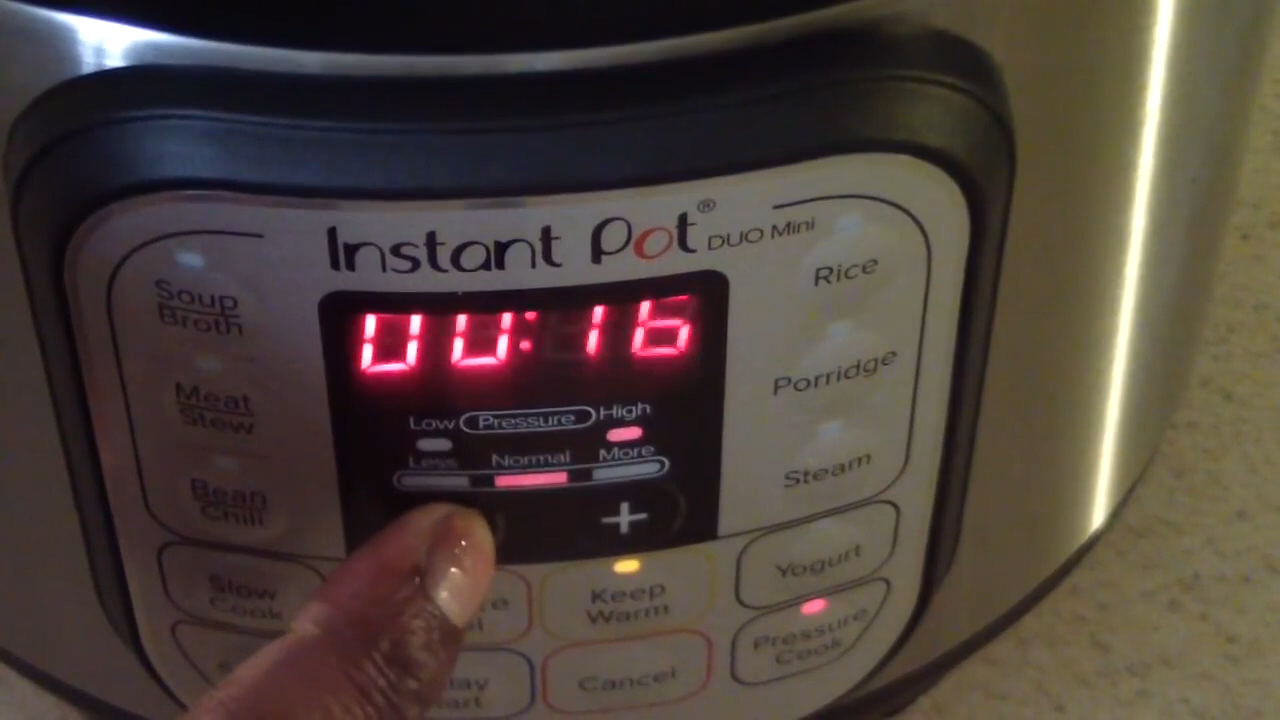 Instant Pot® DUO Mini
00:16
Low Pressure High
Less Normal More
+
Soup
Broth
Meat
Stew
Bean
Chili
Rice
Porridge
Steam
Slow
Cook
Keep
Warm
Cancel
Yogurt
Pressure
Cook